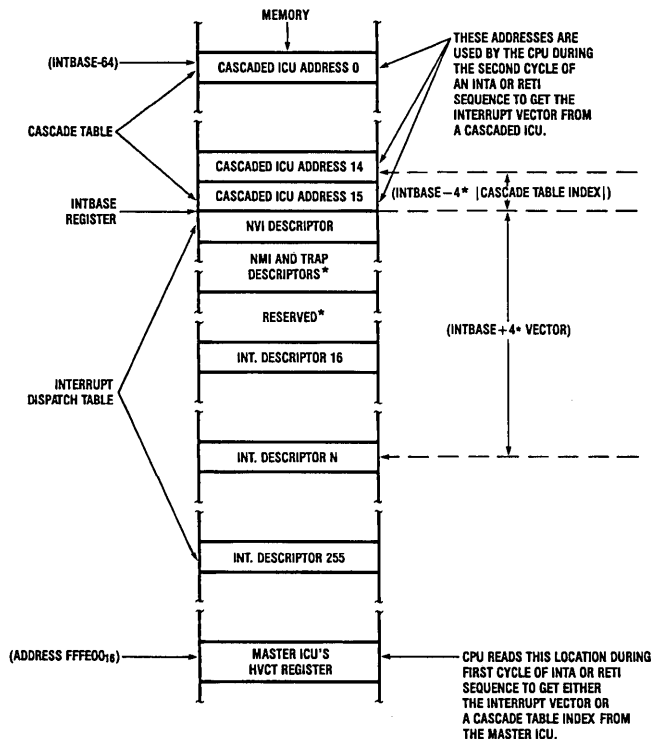 MEMORY
(INTBASE-64)
CASCADED ICU ADDRESS 0
THESE ADDRESSES ARE
USED BY THE CPU DURING
THE SECOND CYCLE OF
AN INTA OR RETI
SEQUENCE TO GET THE
INTERRUPT VECTOR FROM
A CASCADED ICU.
CASCADE TABLE
CASCADED ICU ADDRESS 14
CASCADED ICU ADDRESS 15
(INTBASE−4* |CASCADE TABLE INDEX|)
INTBASE
REGISTER
NVI DESCRIPTOR
NMI AND TRAP
DESCRIPTORS*
RESERVED*
(INTBASE+4* VECTOR)
INT. DESCRIPTOR 16
INTERRUPT
DISPATCH TABLE
INT. DESCRIPTOR N
INT. DESCRIPTOR 255
(ADDRESS FFFE00₁₆)
MASTER ICU'S
HVCT REGISTER
CPU READS THIS LOCATION DURING
FIRST CYCLE OF INTA OR RETI
SEQUENCE TO GET EITHER
THE INTERRUPT VECTOR OR
A CASCADE TABLE INDEX FROM
THE MASTER ICU.